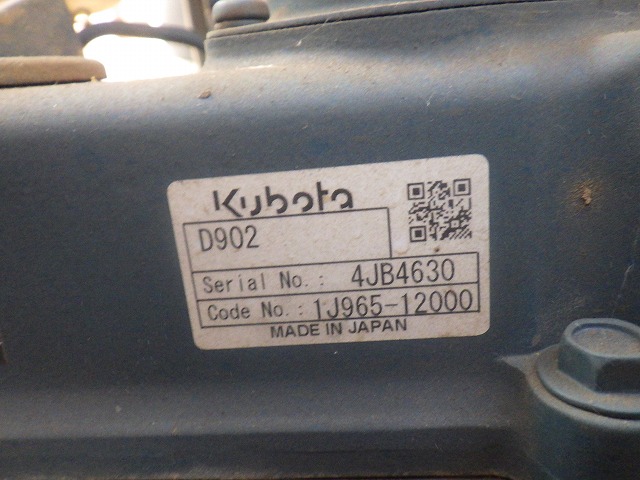 Kubota
D902
Serial No.: 4JB4630
Code No.: 1J965-12000
MADE IN JAPAN